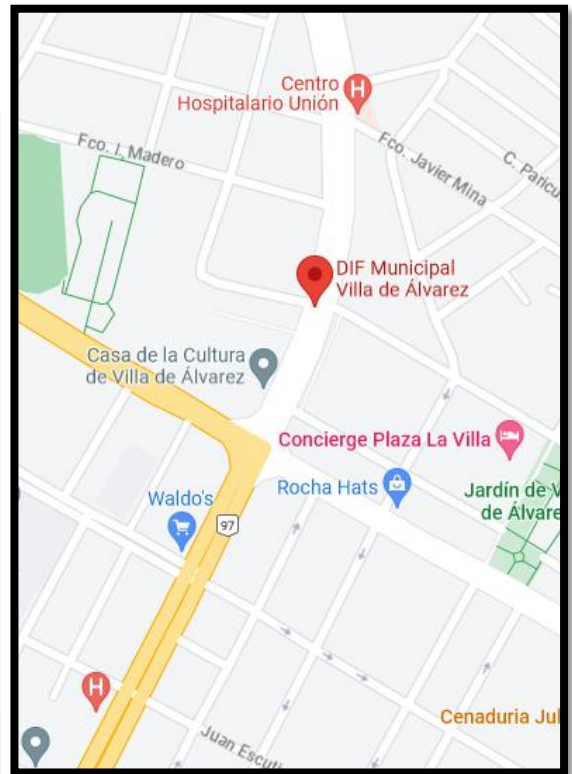 Centro
Hospitalario Unión
H
Fco. I. Madero
Fco. Javier Mina
C. Paricu
DIF Municipal
Villa de Álvarez
Casa de la Cultura
de Villa de Álvarez
Concierge Plaza La Villa
Rocha Hats
Jardín de V
de Álvare
Waldo's
97
H
Cenaduria Jul
Juan Escuti